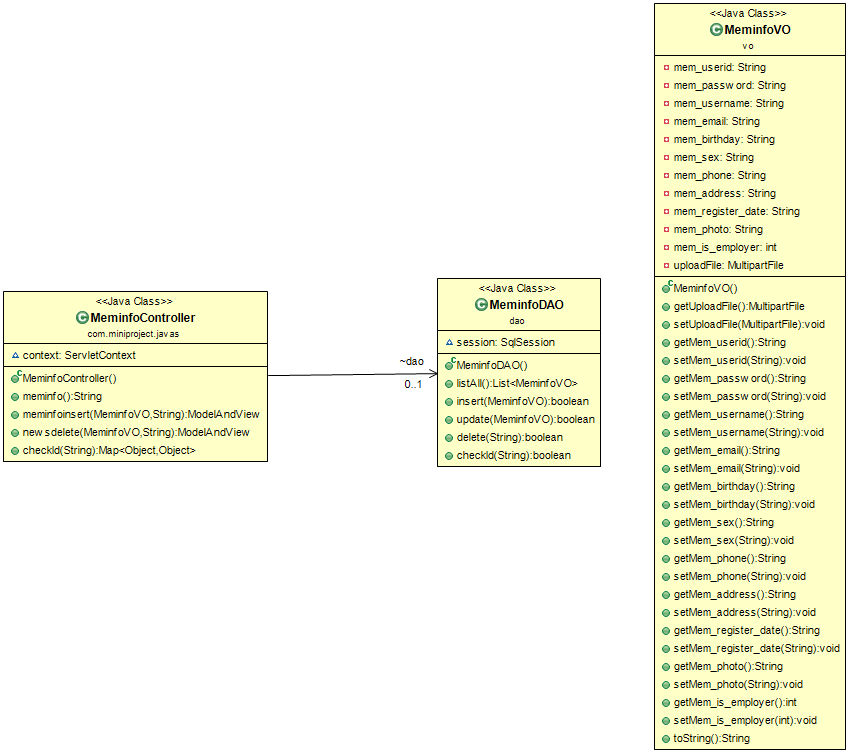 <<Java Class>>
MeminfoController
com.miniproject.javas
context: ServletContext
MeminfoController()
meminfo():String
meminfoinsert(MeminfoVO,String):ModelAndView
newsdelete(MeminfoVO,String):ModelAndView
checkId(String):Map<Object,Object>
~dao
0..1
<<Java Class>>
MeminfoDAO
dao
session: SqlSession
MeminfoDAO()
listAll():List<MeminfoVO>
insert(MeminfoVO):boolean
update(MeminfoVO):boolean
delete(String):boolean
checkId(String):boolean
<<Java Class>>
MeminfoVO
vo
mem_userid: String
mem_password: String
mem_username: String
mem_email: String
mem_birthday: String
mem_sex: String
mem_phone: String
mem_address: String
mem_register_date: String
mem_photo: String
mem_is_employer: int
uploadFile: MultipartFile
MeminfoVO()
getUploadFile():MultipartFile
setUploadFile(MultipartFile):void
getMem_userid():String
setMem_userid(String):void
getMem_password():String
setMem_password(String):void
getMem_username():String
setMem_username(String):void
getMem_email():String
setMem_email(String):void
getMem_birthday():String
setMem_birthday(String):void
getMem_sex():String
setMem_sex(String):void
getMem_phone():String
setMem_phone(String):void
getMem_address():String
setMem_address(String):void
getMem_register_date():String
setMem_register_date(String):void
getMem_photo():String
setMem_photo(String):void
getMem_is_employer():int
setMem_is_employer(int):void
toString():String